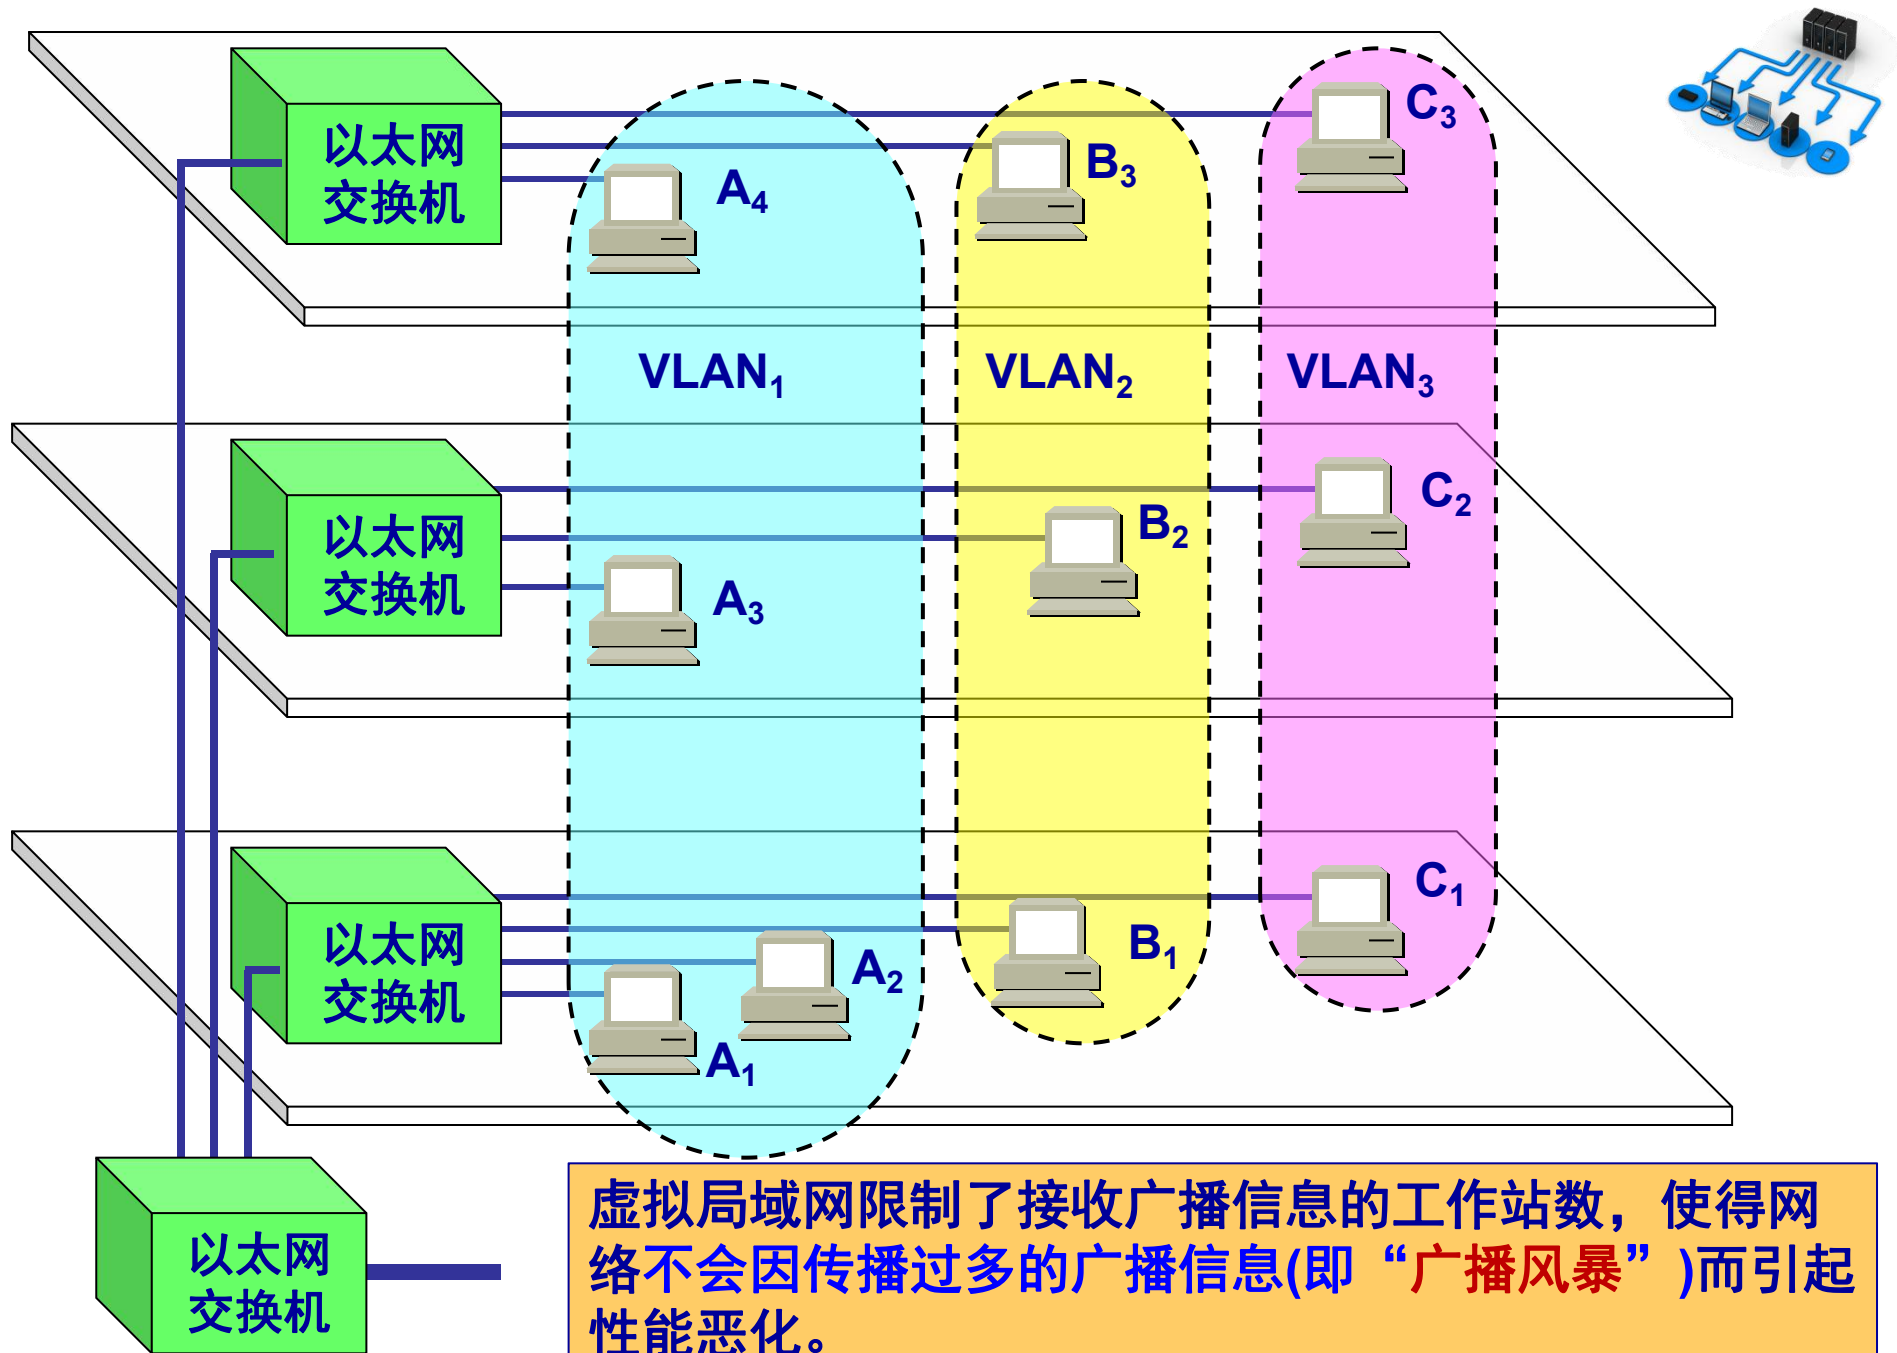 以太网
交换机
A4
B3
C3
VLAN1
VLAN2
VLAN3
以太网
交换机
A3
B2
C2
以太网
交换机
A1
A2
B1
C1
以太网
交换机
虚拟局域网限制了接收广播信息的工作站数，使得网
络不会因传播过多的广播信息(即“广播风暴”)而引起
性能恶化。